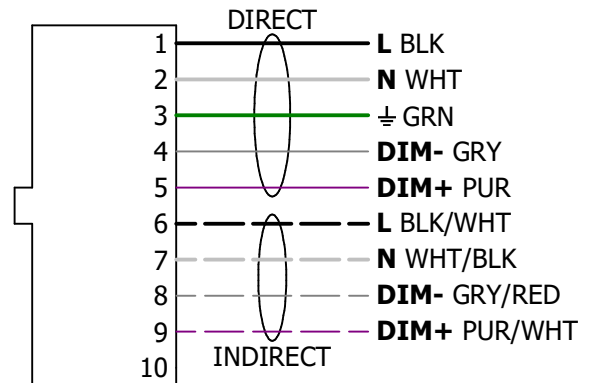 DIRECT
1 L BLK
2 N WHT
3 ⏚ GRN
4 DIM- GRY
5 DIM+ PUR
6 L BLK/WHT
7 N WHT/BLK
8 DIM- GRY/RED
9 DIM+ PUR/WHT
10 INDIRECT